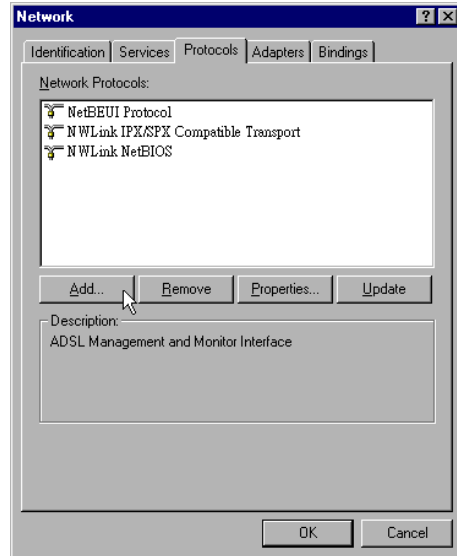 Network
Identification Services Protocols Adapters Bindings
Network Protocols:
NetBEUI Protocol
NWLink IPX/SPX Compatible Transport
NWLink NetBIOS
Add... Remove Properties... Update
Description:
ADSL Management and Monitor Interface
OK Cancel